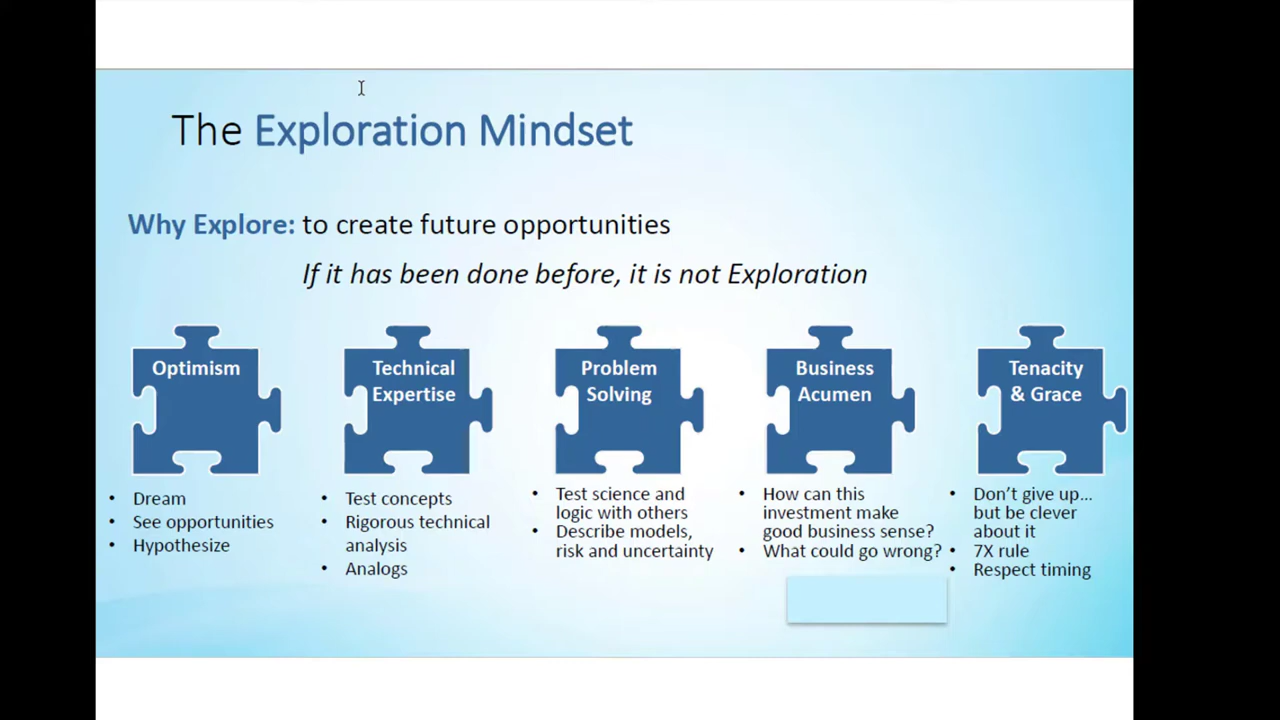 The Exploration Mindset
Why Explore: to create future opportunities
If it has been done before, it is not Exploration
Optimism
• Dream
• See opportunities
• Hypothesize
Technical
Expertise
• Test concepts
• Rigorous technical
analysis
• Analogs
Problem
Solving
• Test science and
logic with others
• Describe models,
risk and uncertainty
Business
Acumen
• How can this
investment make
good business sense?
• What could go wrong?
Tenacity
& Grace
• Don’t give up...
but be clever
about it
• 7X rule
• Respect timing